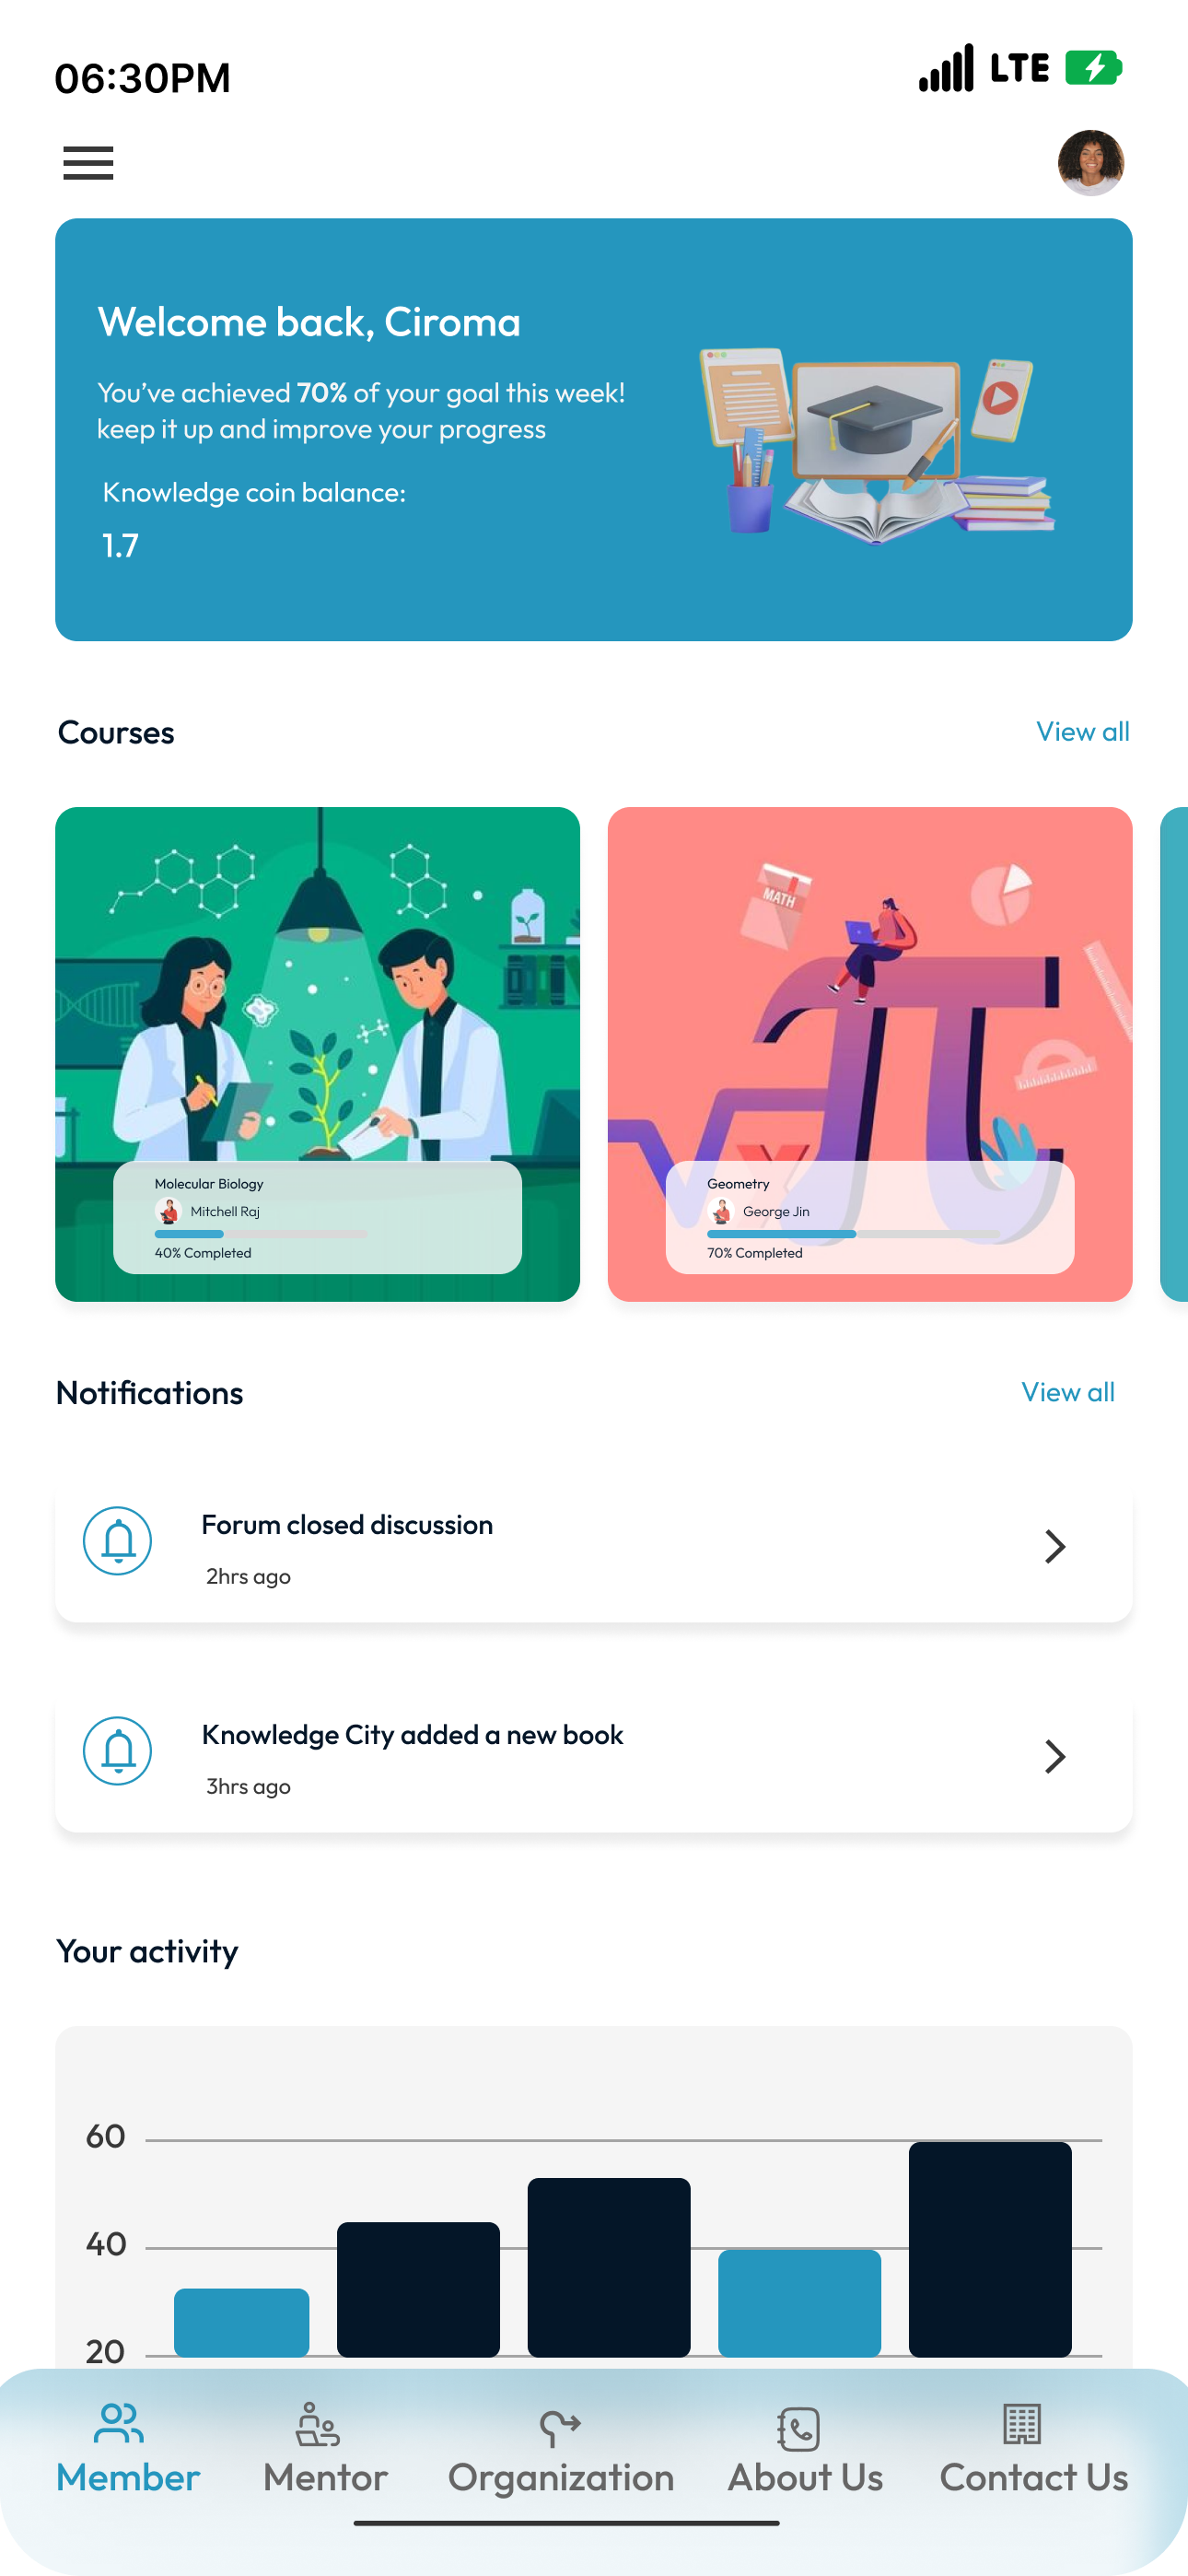 06:30PM
LTE
Welcome back, Ciroma
You've achieved 70% of your goal this week!
keep it up and improve your progress
Knowledge coin balance:
1.7
Courses
View all
MATH
Molecular Biology
Mitchell Raj
40% Completed
Geometry
George Jin
70% Completed
Notifications
View all
Forum closed discussion
2hrs ago
Knowledge City added a new book
3hrs ago
Your activity
60
40
20
Member
Mentor
Organization
About Us
Contact Us